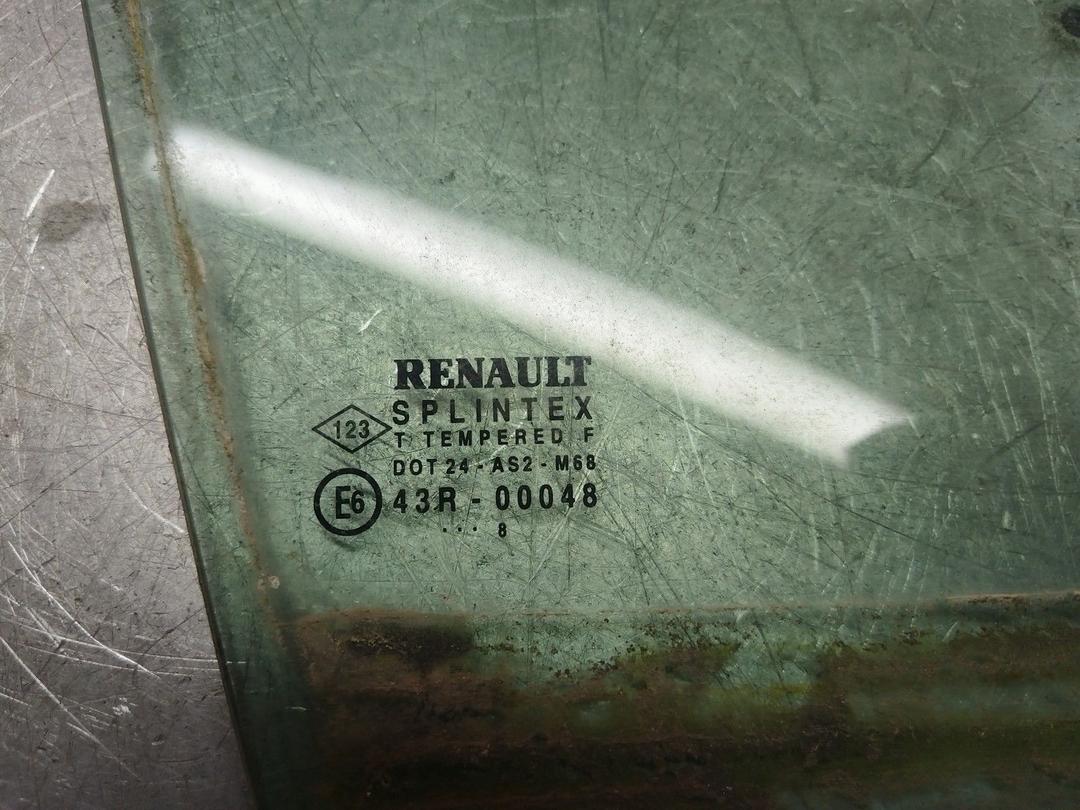 RENAULT
SPLINTEX
123
T TEMPERED F
DOT 24 - AS2 - M68
E6 43R - 00048
... 8